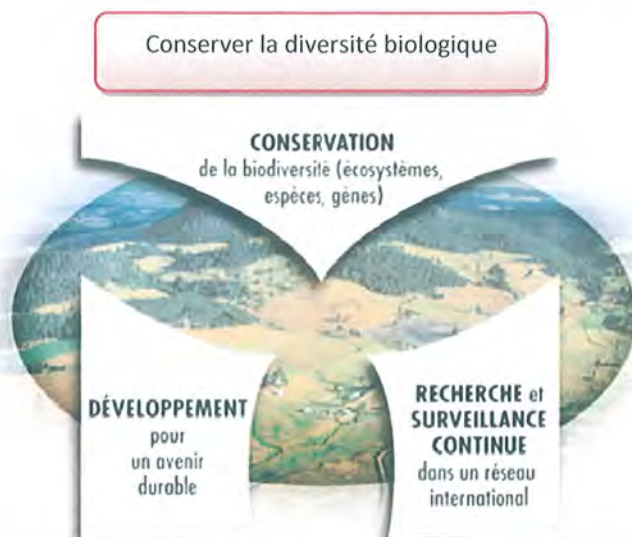 Conserver la diversité biologique
CONSERVATION
de la biodiversité (écosystèmes,
espèces, gènes)
DÉVELOPPEMENT
pour
un avenir
durable
RECHERCHE et
SURVEILLANCE
CONTINUE
dans un réseau
international